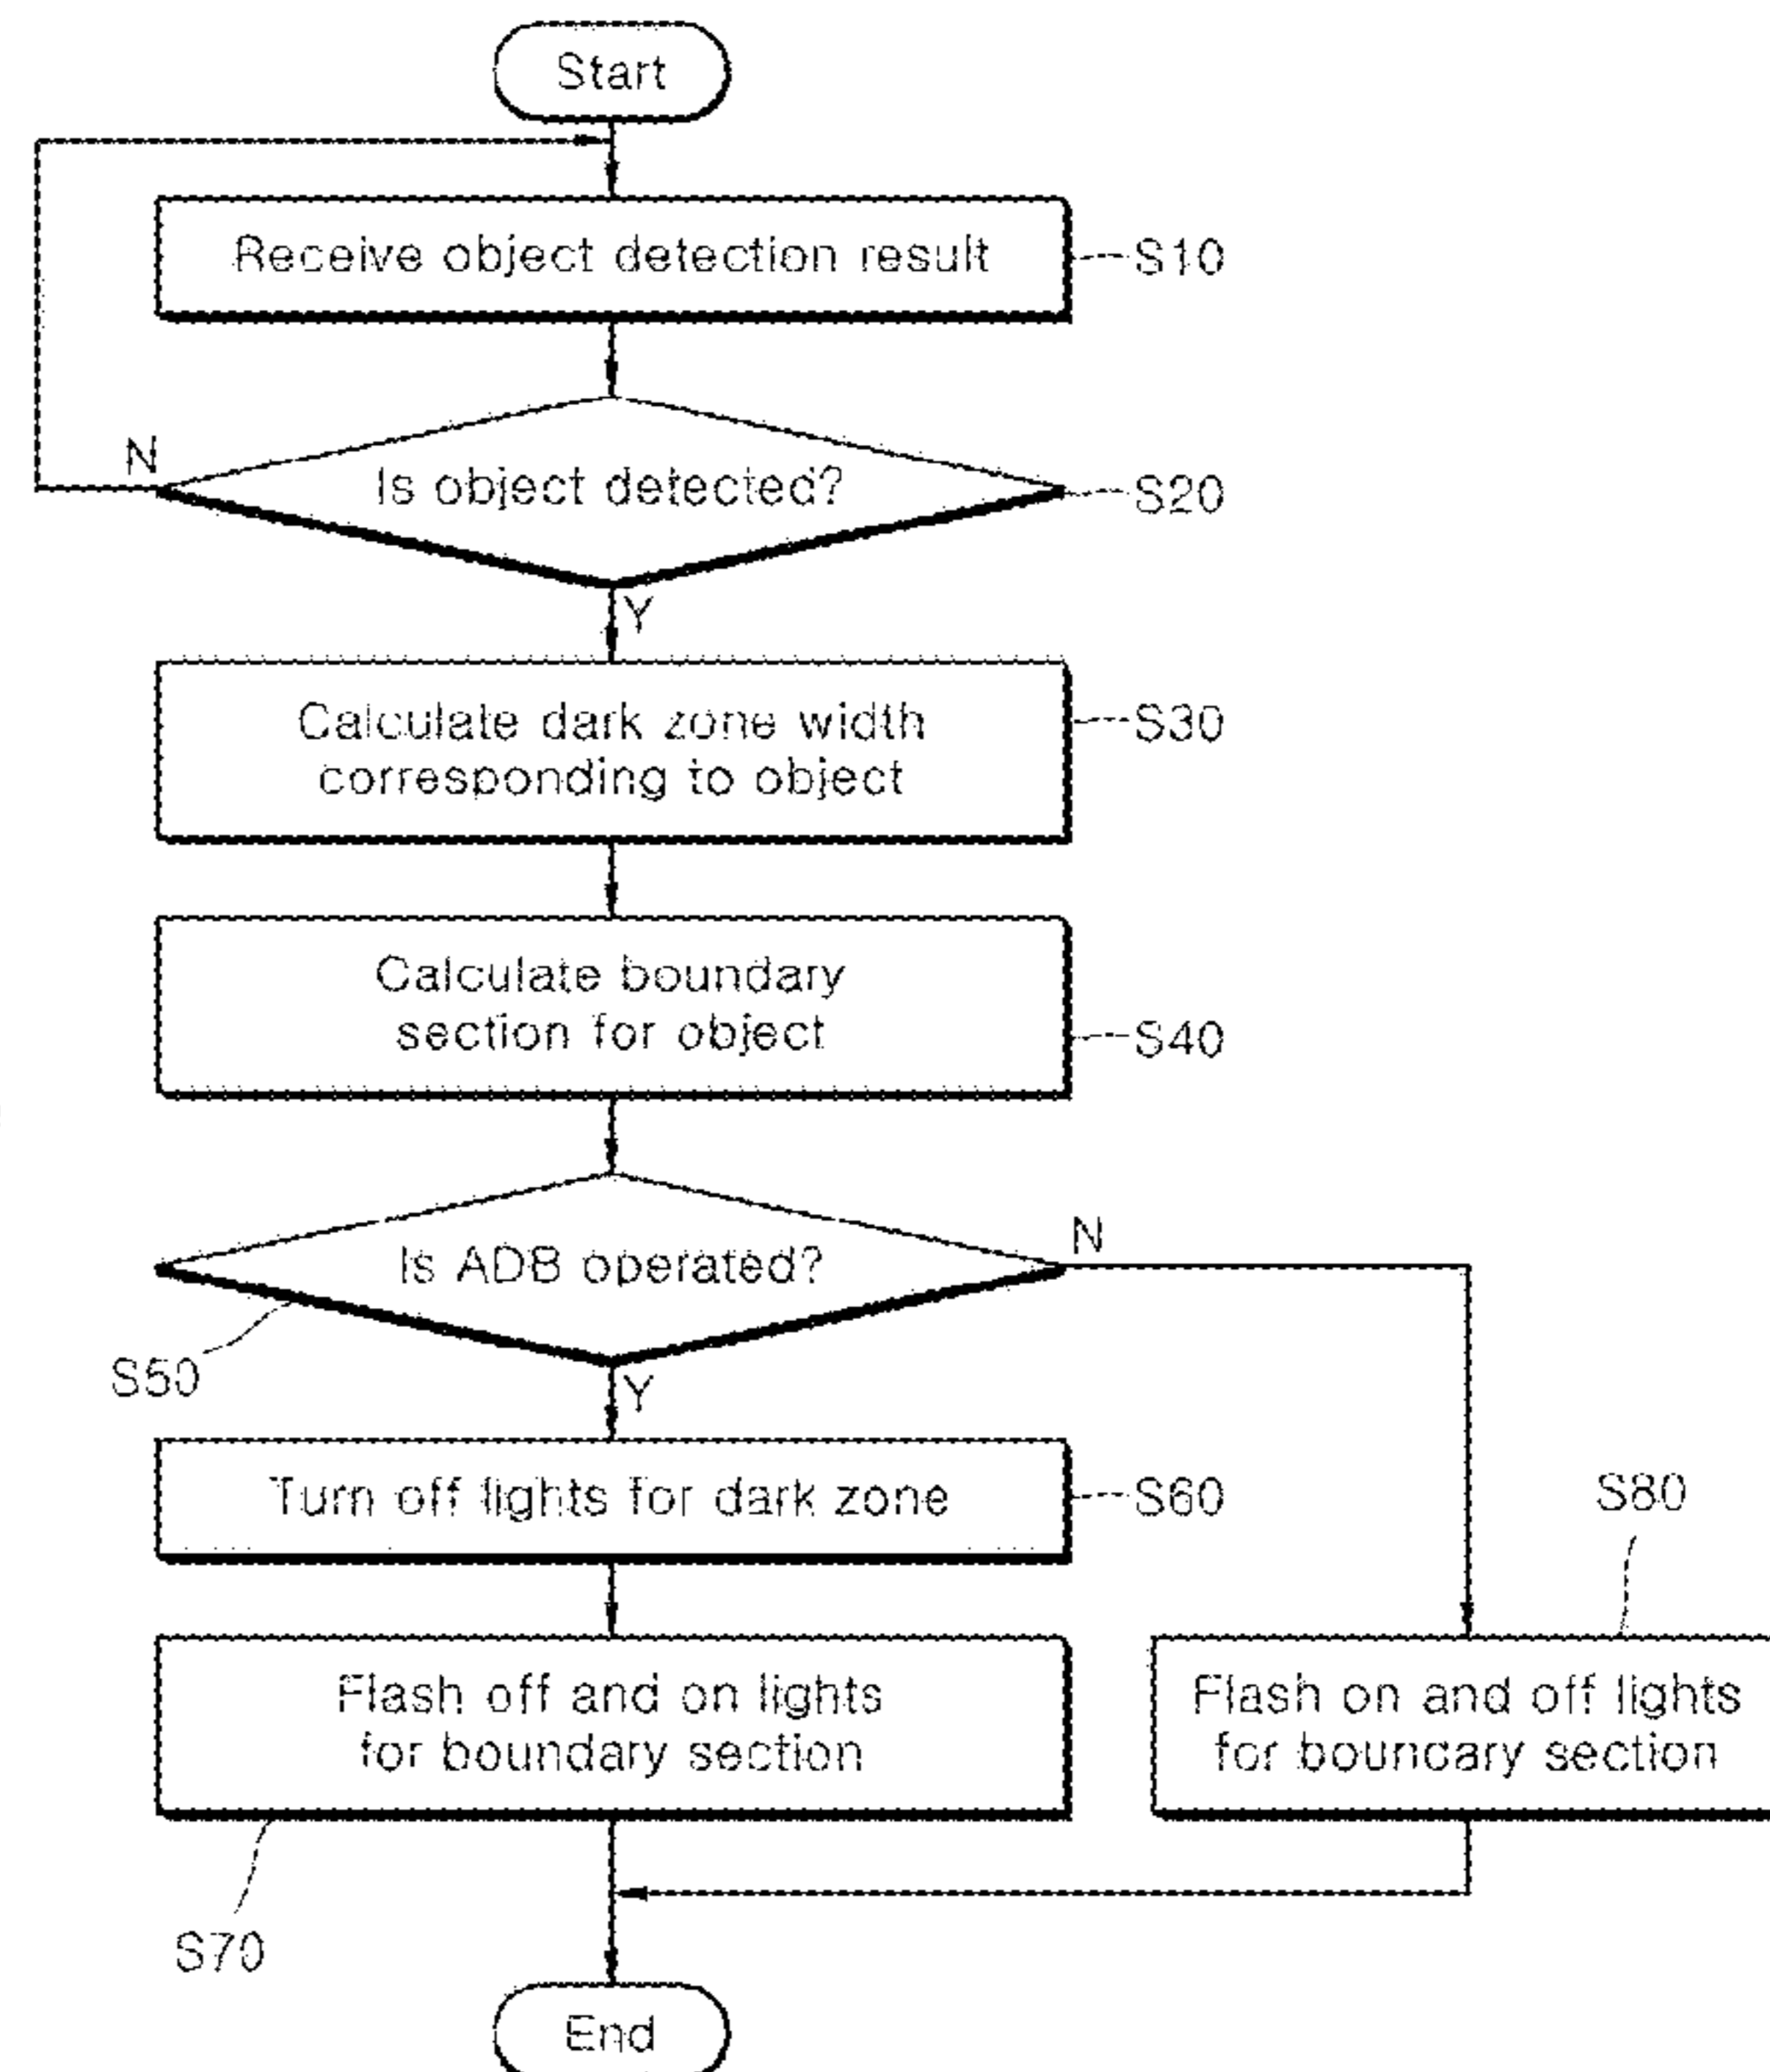 Start
Receive object detection result
S10
N
Is object detected?
S20
Y
Calculate dark zone width
corresponding to object
S30
Calculate boundary
section for object
S40
Is ADB operated?
N
S50
Y
Turn off lights for dark zone
S60
S80
Flash off and on lights
for boundary section
Flash on and off lights
for boundary section
S70
End